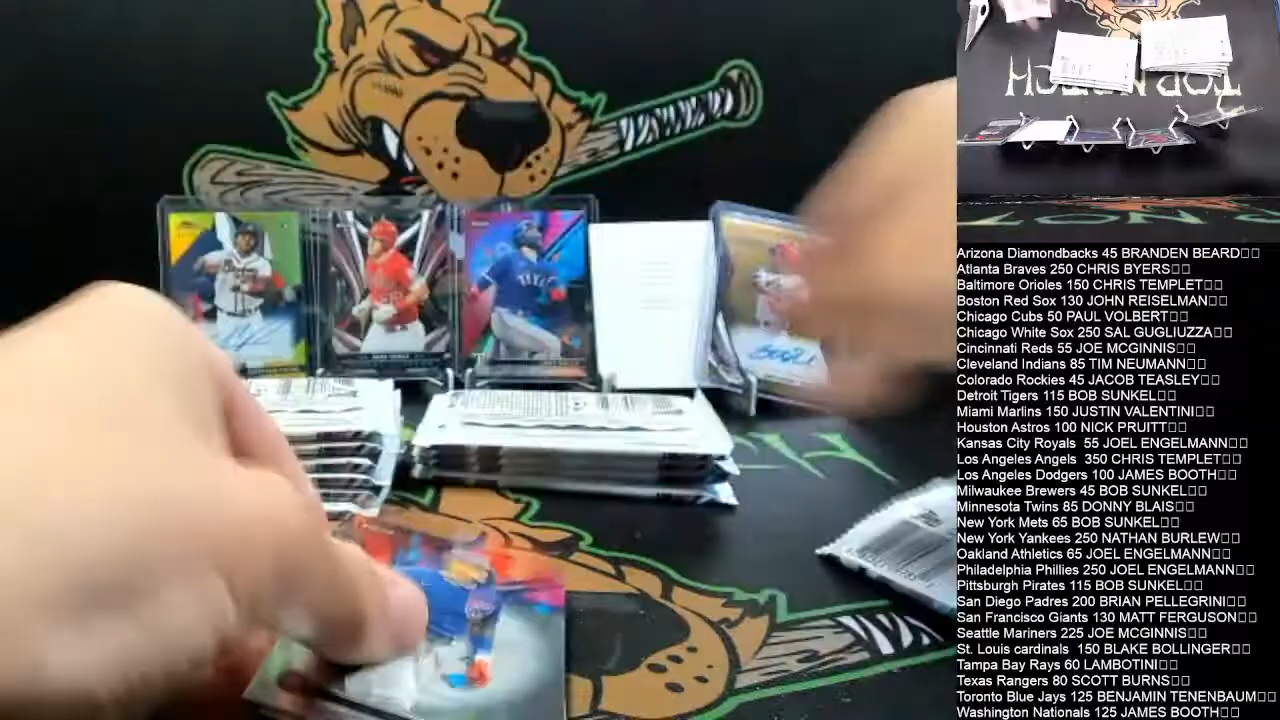 TOP NOTCH
Arizona Diamondbacks 45 BRANDEN BEARD
Atlanta Braves 250 CHRIS BYERS
Baltimore Orioles 150 CHRIS TEMPLET
Boston Red Sox 130 JOHN REISELMAN
Chicago Cubs 50 PAUL VOLBERT
Chicago White Sox 250 SAL GUGLIUZZA
Cincinnati Reds 55 JOE MCGINNIS
Cleveland Indians 85 TIM NEUMANN
Colorado Rockies 45 JACOB TEASLEY
Detroit Tigers 115 BOB SUNKEL
Miami Marlins 150 JUSTIN VALENTINI
Houston Astros 100 NICK PRUITT
Kansas City Royals 55 JOEL ENGELMANN
Los Angeles Angels 350 CHRIS TEMPLET
Los Angeles Dodgers 100 JAMES BOOTH
Milwaukee Brewers 45 BOB SUNKEL
Minnesota Twins 85 DONNY BLAIS
New York Mets 65 BOB SUNKEL
New York Yankees 250 NATHAN BURLEW
Oakland Athletics 65 JOEL ENGELMANN
Philadelphia Phillies 250 JOEL ENGELMANN
Pittsburgh Pirates 115 BOB SUNKEL
San Diego Padres 200 BRIAN PELLEGRINI
San Francisco Giants 130 MATT FERGUSON
Seattle Mariners 225 JOE MCGINNIS
St. Louis cardinals 150 BLAKE BOLLINGER
Tampa Bay Rays 60 LAMBOTINI
Texas Rangers 80 SCOTT BURNS
Toronto Blue Jays 125 BENJAMIN TENENBAUM
Washington Nationals 125 JAMES BOOTH